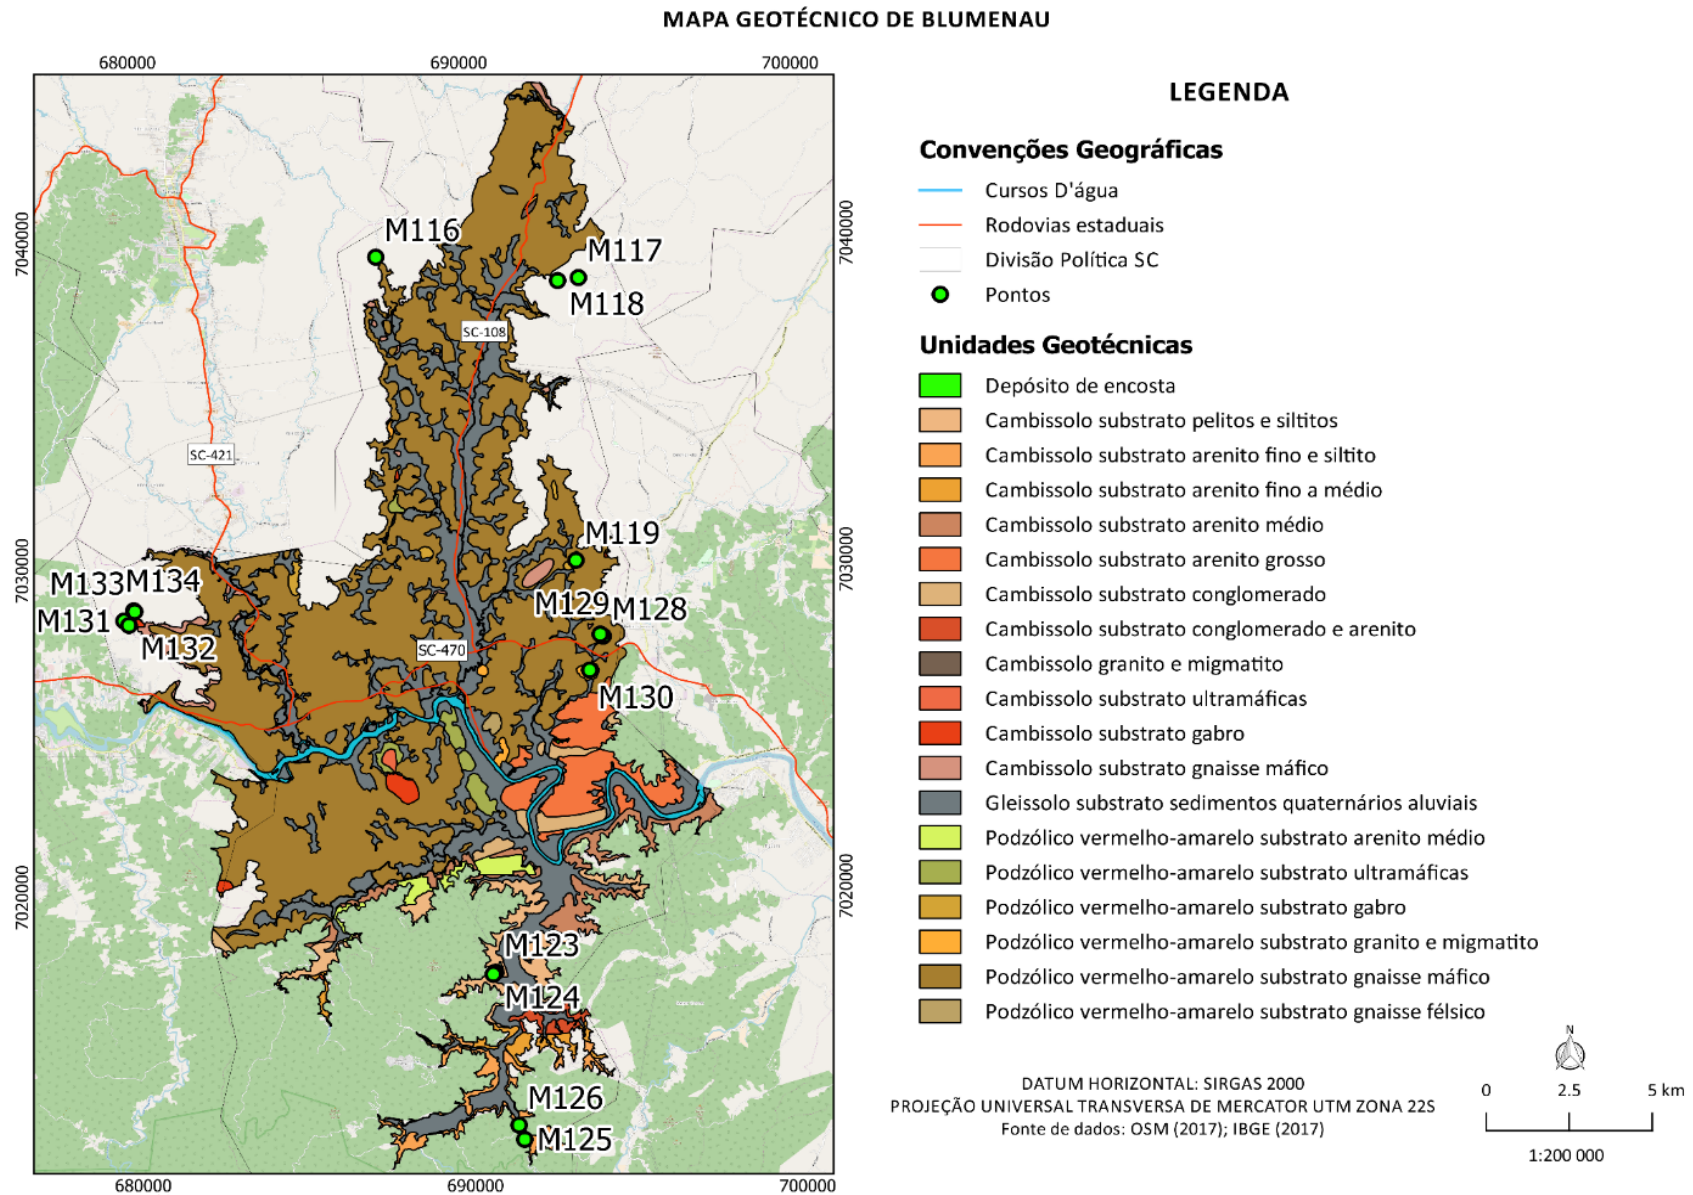 MAPA GEOTÉCNICO DE BLUMENAU
680000
690000
700000
7040000
7040000
M116
M117
M118
SC-108
SC-421
7030000
7030000
M119
M133
M134
M131
M132
M129
M128
SC-470
M130
7020000
7020000
M123
M124
M126
M125
680000
690000
700000
LEGENDA
Convenções Geográficas
Cursos D'água
Rodovias estaduais
Divisão Política SC
Pontos
Unidades Geotécnicas
Depósito de encosta
Cambissolo substrato pelitos e siltitos
Cambissolo substrato arenito fino e siltito
Cambissolo substrato arenito fino a médio
Cambissolo substrato arenito médio
Cambissolo substrato arenito grosso
Cambissolo substrato conglomerado
Cambissolo substrato conglomerado e arenito
Cambissolo granito e migmatito
Cambissolo substrato ultramáficas
Cambissolo substrato gabro
Cambissolo substrato gnaisse máfico
Gleissolo substrato sedimentos quaternários aluviais
Podzólico vermelho-amarelo substrato arenito médio
Podzólico vermelho-amarelo substrato ultramáficas
Podzólico vermelho-amarelo substrato gabro
Podzólico vermelho-amarelo substrato granito e migmatito
Podzólico vermelho-amarelo substrato gnaisse máfico
Podzólico vermelho-amarelo substrato gnaisse félsico
N
DATUM HORIZONTAL: SIRGAS 2000
PROJEÇÃO UNIVERSAL TRANSVERSA DE MERCATOR UTM ZONA 22S
Fonte de dados: OSM (2017); IBGE (2017)
0 2.5 5 km
1:200 000